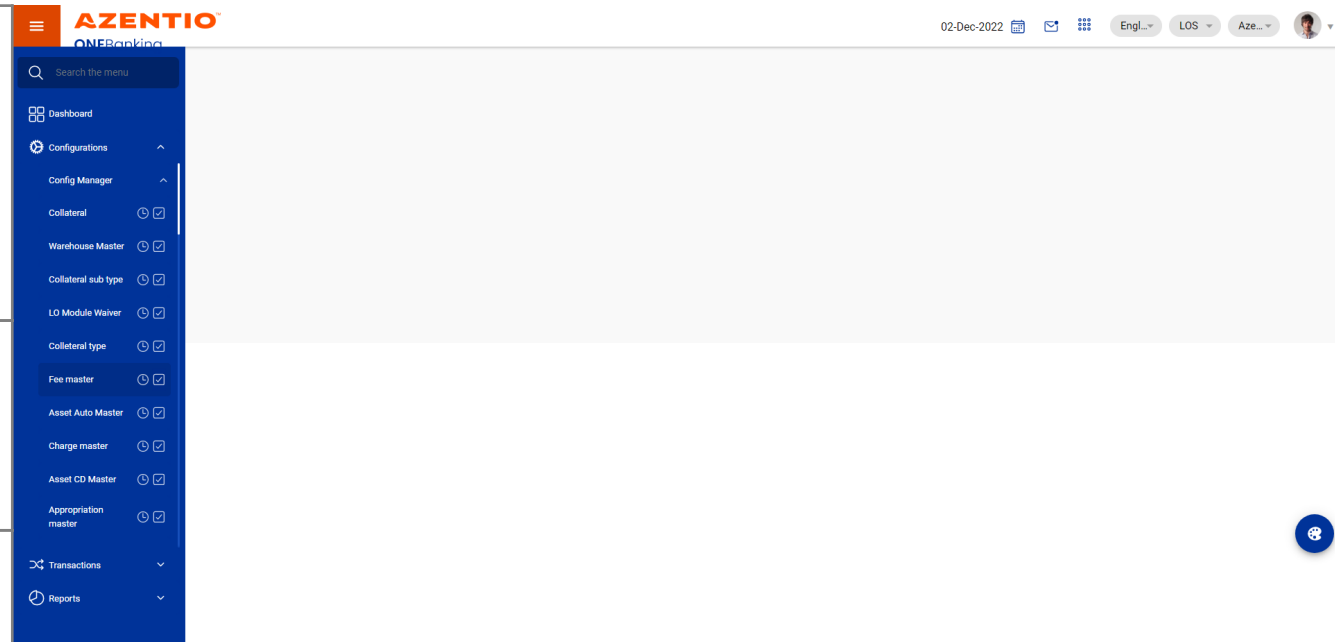 AZENTIO™
02-Dec-2022
Engl...
LOS
Aze...
ONEBanking
Search the menu
Dashboard
Configurations
Config Manager
Collateral
Warehouse Master
Collateral sub type
LO Module Waiver
Colleteral type
Fee master
Asset Auto Master
Charge master
Asset CD Master
Appropriation
master
Transactions
Reports